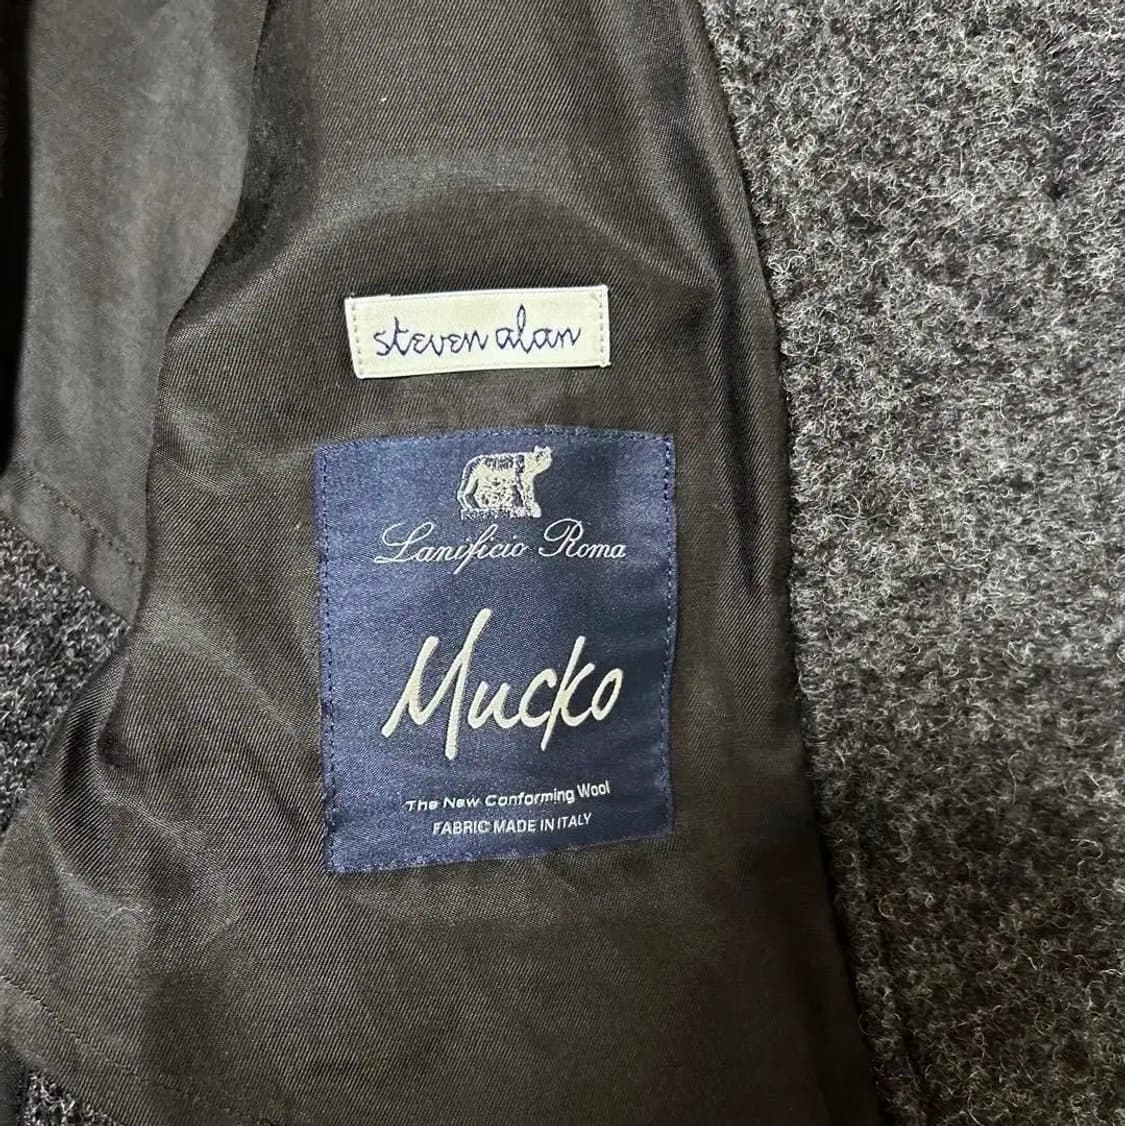 steven alan
Lanificio Roma
Mucko
The New Conforming Wool
FABRIC MADE IN ITALY